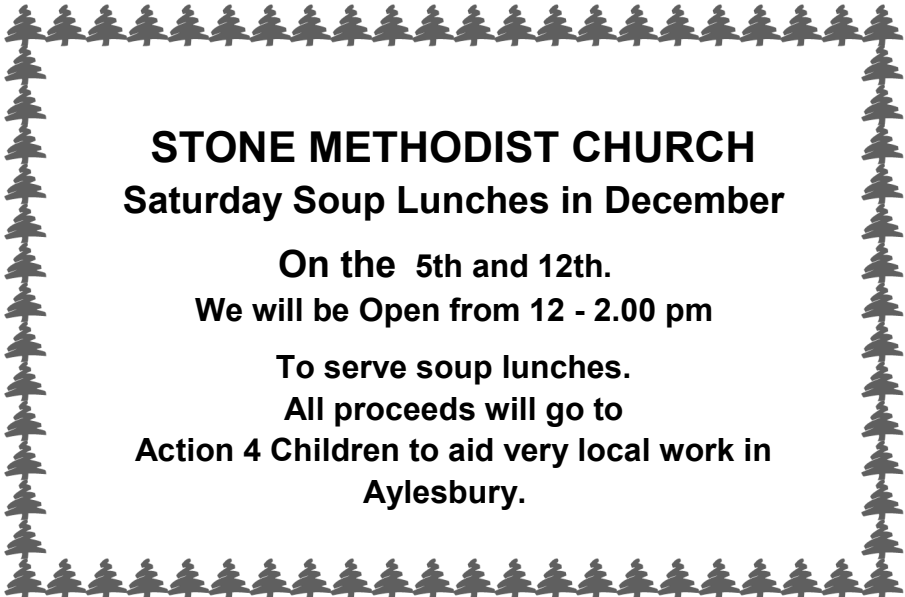 STONE METHODIST CHURCH
Saturday Soup Lunches in December
On the 5th and 12th.
We will be Open from 12 - 2.00 pm
To serve soup lunches.
All proceeds will go to
Action 4 Children to aid very local work in
Aylesbury.